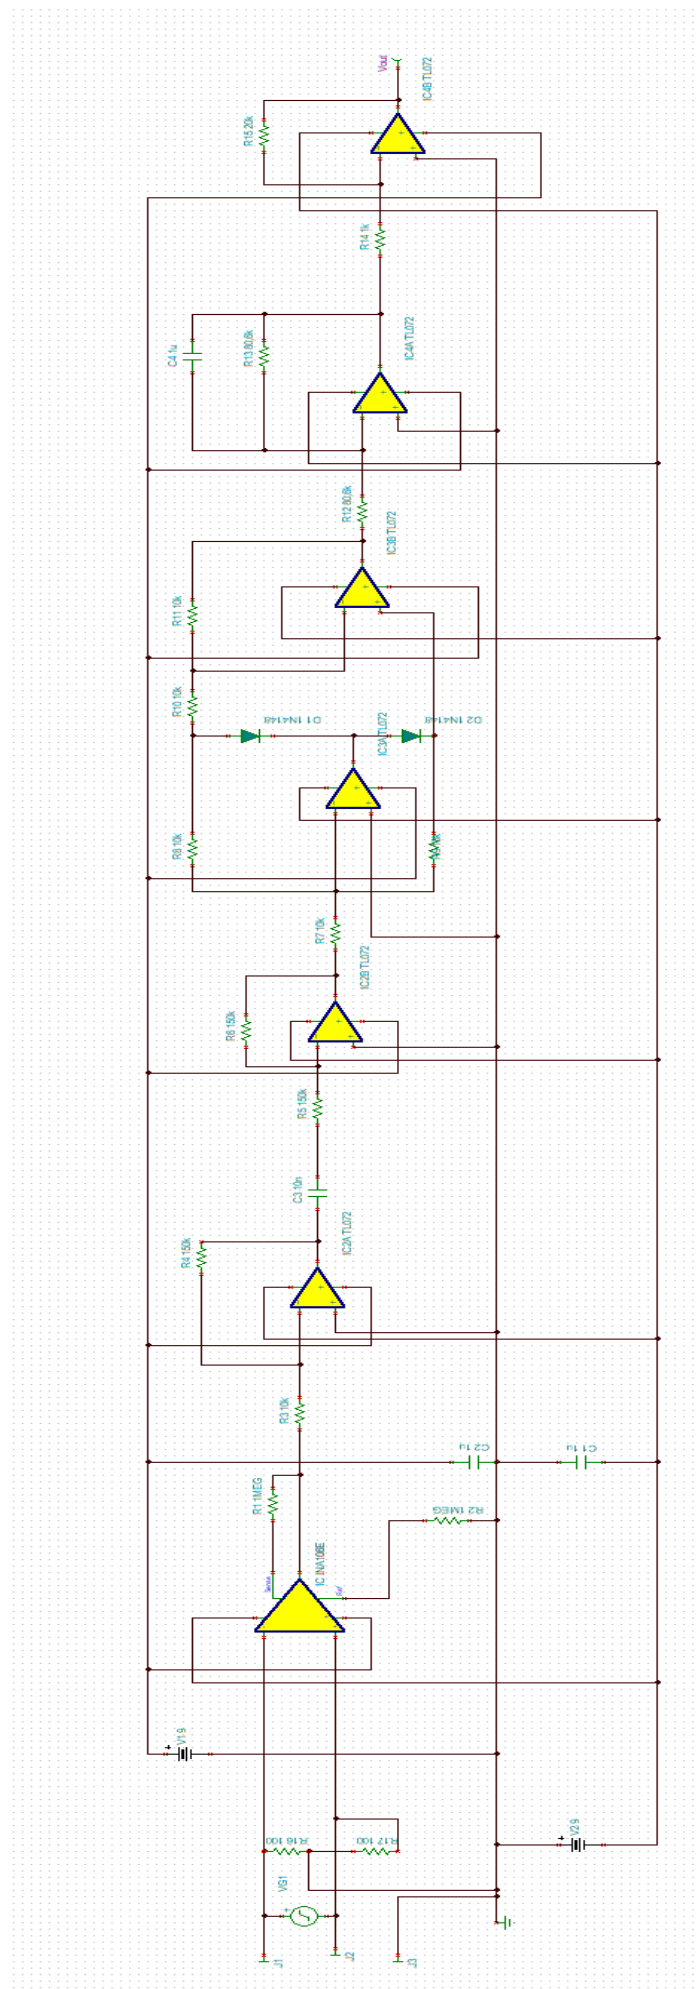 Vout
IC4B TL072
R15 20k
R14 1k
C4 1u
R13 80.6k
IC4A TL072
R12 80.6k
IC3B TL072
R11 10k
R10 10k
D1 1N4148
IC3A TL072
D2 1N4148
R8 10k
R7 10k
IC2B TL072
R6 150k
R5 150k
C3 10n
IC2A TL072
R4 150k
R3 10k
C2 1u
C1 1u
R1 1MEG
R2 1MEG
IC INA106E
Sense
Ref
V1 9
R16 100
R17 100
V2 9
VG1
J1
J2
J3